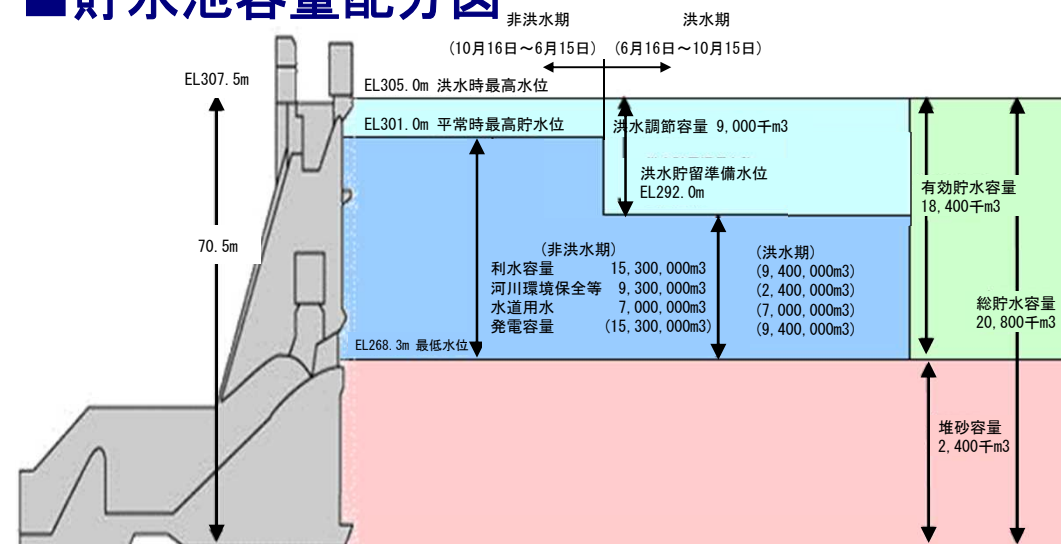 ■貯水池容量配分図
非洪水期 洪水期
(10月16日～6月15日) (6月16日～10月15日)
EL307.5m
EL305.0m 洪水時最高水位
EL301.0m 平常時最高貯水位
洪水調節容量 9,000千m3
洪水貯留準備水位
EL292.0m
有効貯水容量
18,400千m3
70.5m
(非洪水期) (洪水期)
利水容量 15,300,000m3 (9,400,000m3)
河川環境保全等 9,300,000m3 (2,400,000m3)
水道用水 7,000,000m3 (7,000,000m3)
発電容量 (15,300,000m3) (9,400,000m3)
総貯水容量
20,800千m3
EL268.3m 最低水位
堆砂容量
2,400千m3